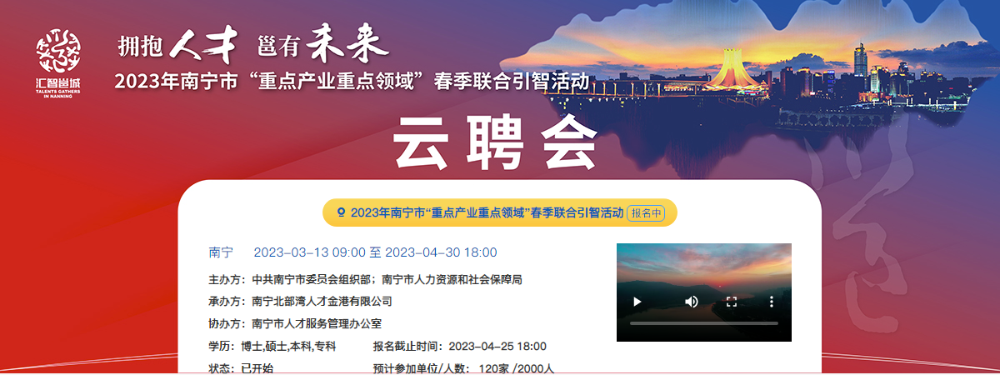 拥抱人才 邕有未来
汇智邕城
TALENTS GATHERS
IN NANNING
2023年南宁市“重点产业重点领域”春季联合引智活动
云聘会
邕
2023年南宁市“重点产业重点领域”春季联合引智活动 报名中
南宁 2023-03-13 09:00 至 2023-04-30 18:00
主办方：中共南宁市委员会组织部；南宁市人力资源和社会保障局
承办方：南宁北部湾人才金港有限公司
协办方：南宁市人才服务管理办公室
学历：博士,硕士,本科,专科 报名截止时间：2023-04-25 18:00
状态：已开始 预计参加单位/人数： 120家 /2000人